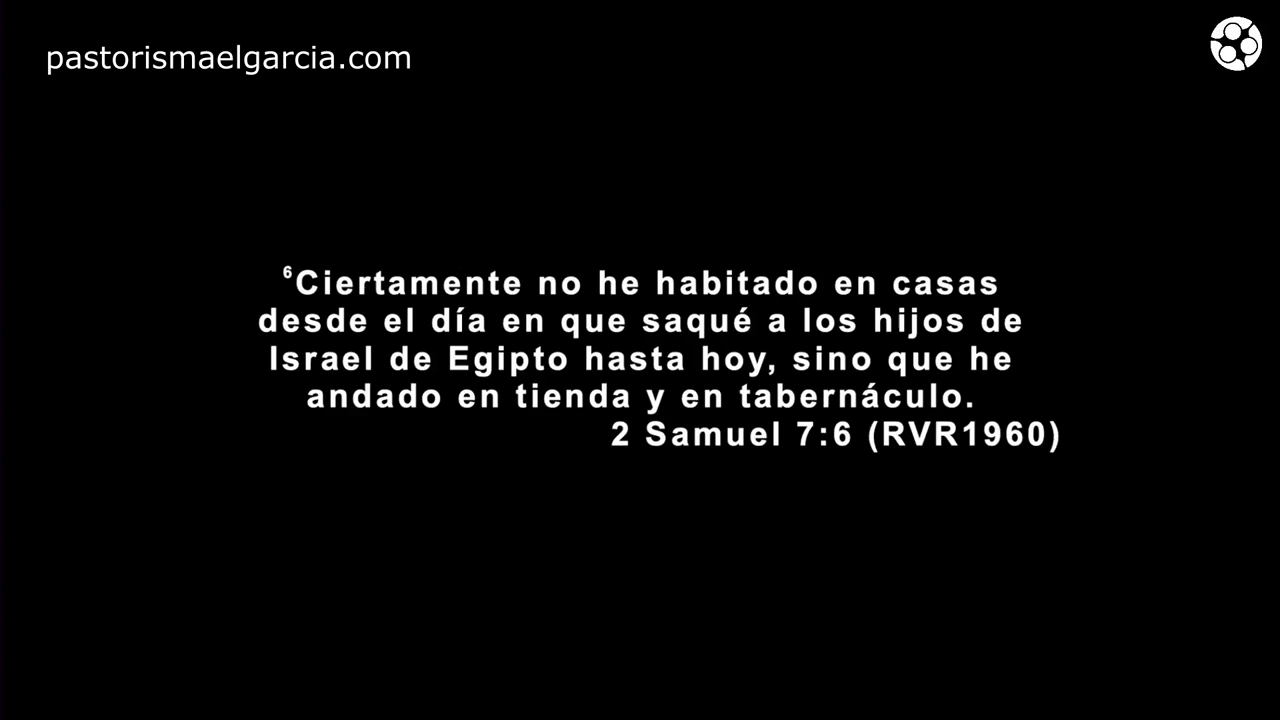 pastorismaelgarcia.com
⁶Ciertamente no he habitado en casas
desde el día en que saqué a los hijos de
Israel de Egipto hasta hoy, sino que he
andado en tienda y en tabernáculo.
2 Samuel 7:6 (RVR1960)